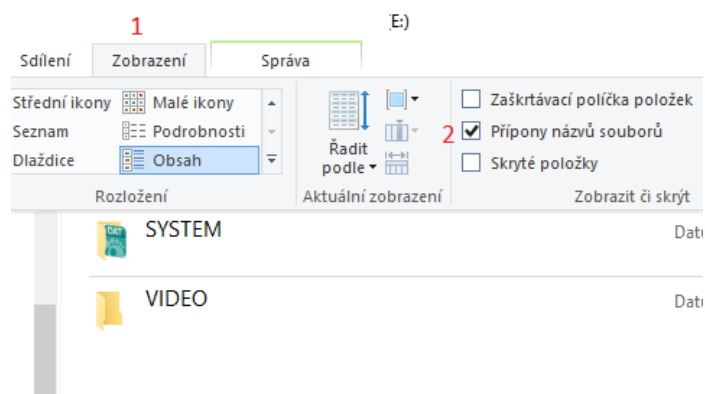 1
E:)
Sdílení Zobrazení Správa
Střední ikony Malé ikony
Seznam Podrobnosti
Dlaždice Obsah
Rozložení
Řadit
podle
Aktuální zobrazení
Zaškrtávací políčka položek
2 Přípony názvů souborů
Skryté položky
Zobrazit či skrýt
DAT
SYSTEM Datu
VIDEO Datu